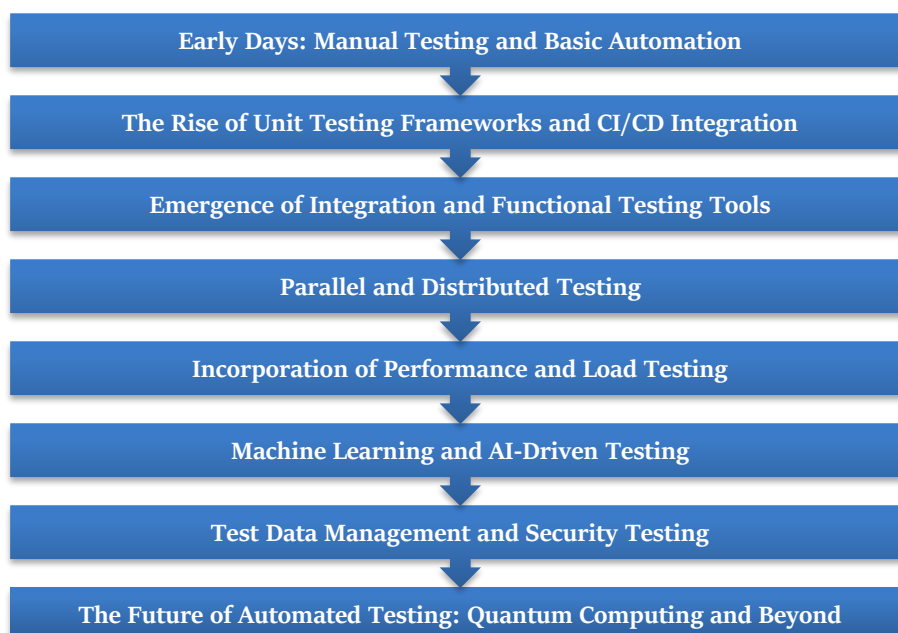 Early Days: Manual Testing and Basic Automation
The Rise of Unit Testing Frameworks and CI/CD Integration
Emergence of Integration and Functional Testing Tools
Parallel and Distributed Testing
Incorporation of Performance and Load Testing
Machine Learning and AI-Driven Testing
Test Data Management and Security Testing
The Future of Automated Testing: Quantum Computing and Beyond